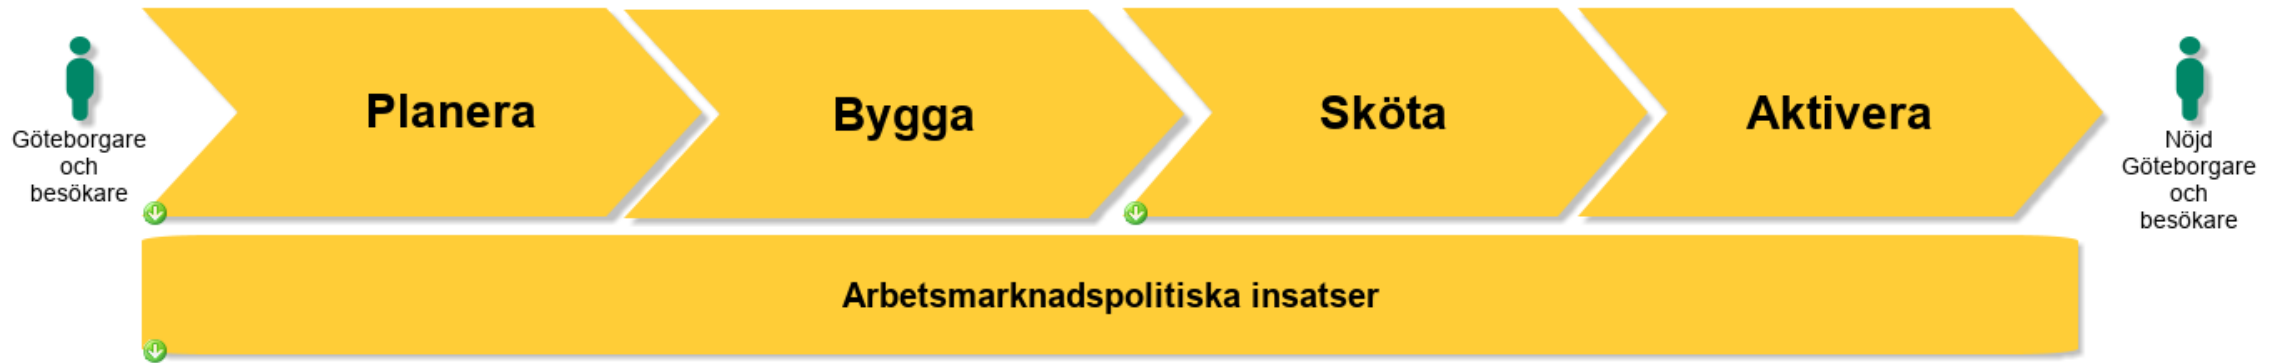 Göteborgare
och
besökare
Planera
Bygga
Sköta
Aktivera
Nöjd
Göteborgare
och
besökare
Arbetsmarknadspolitiska insatser